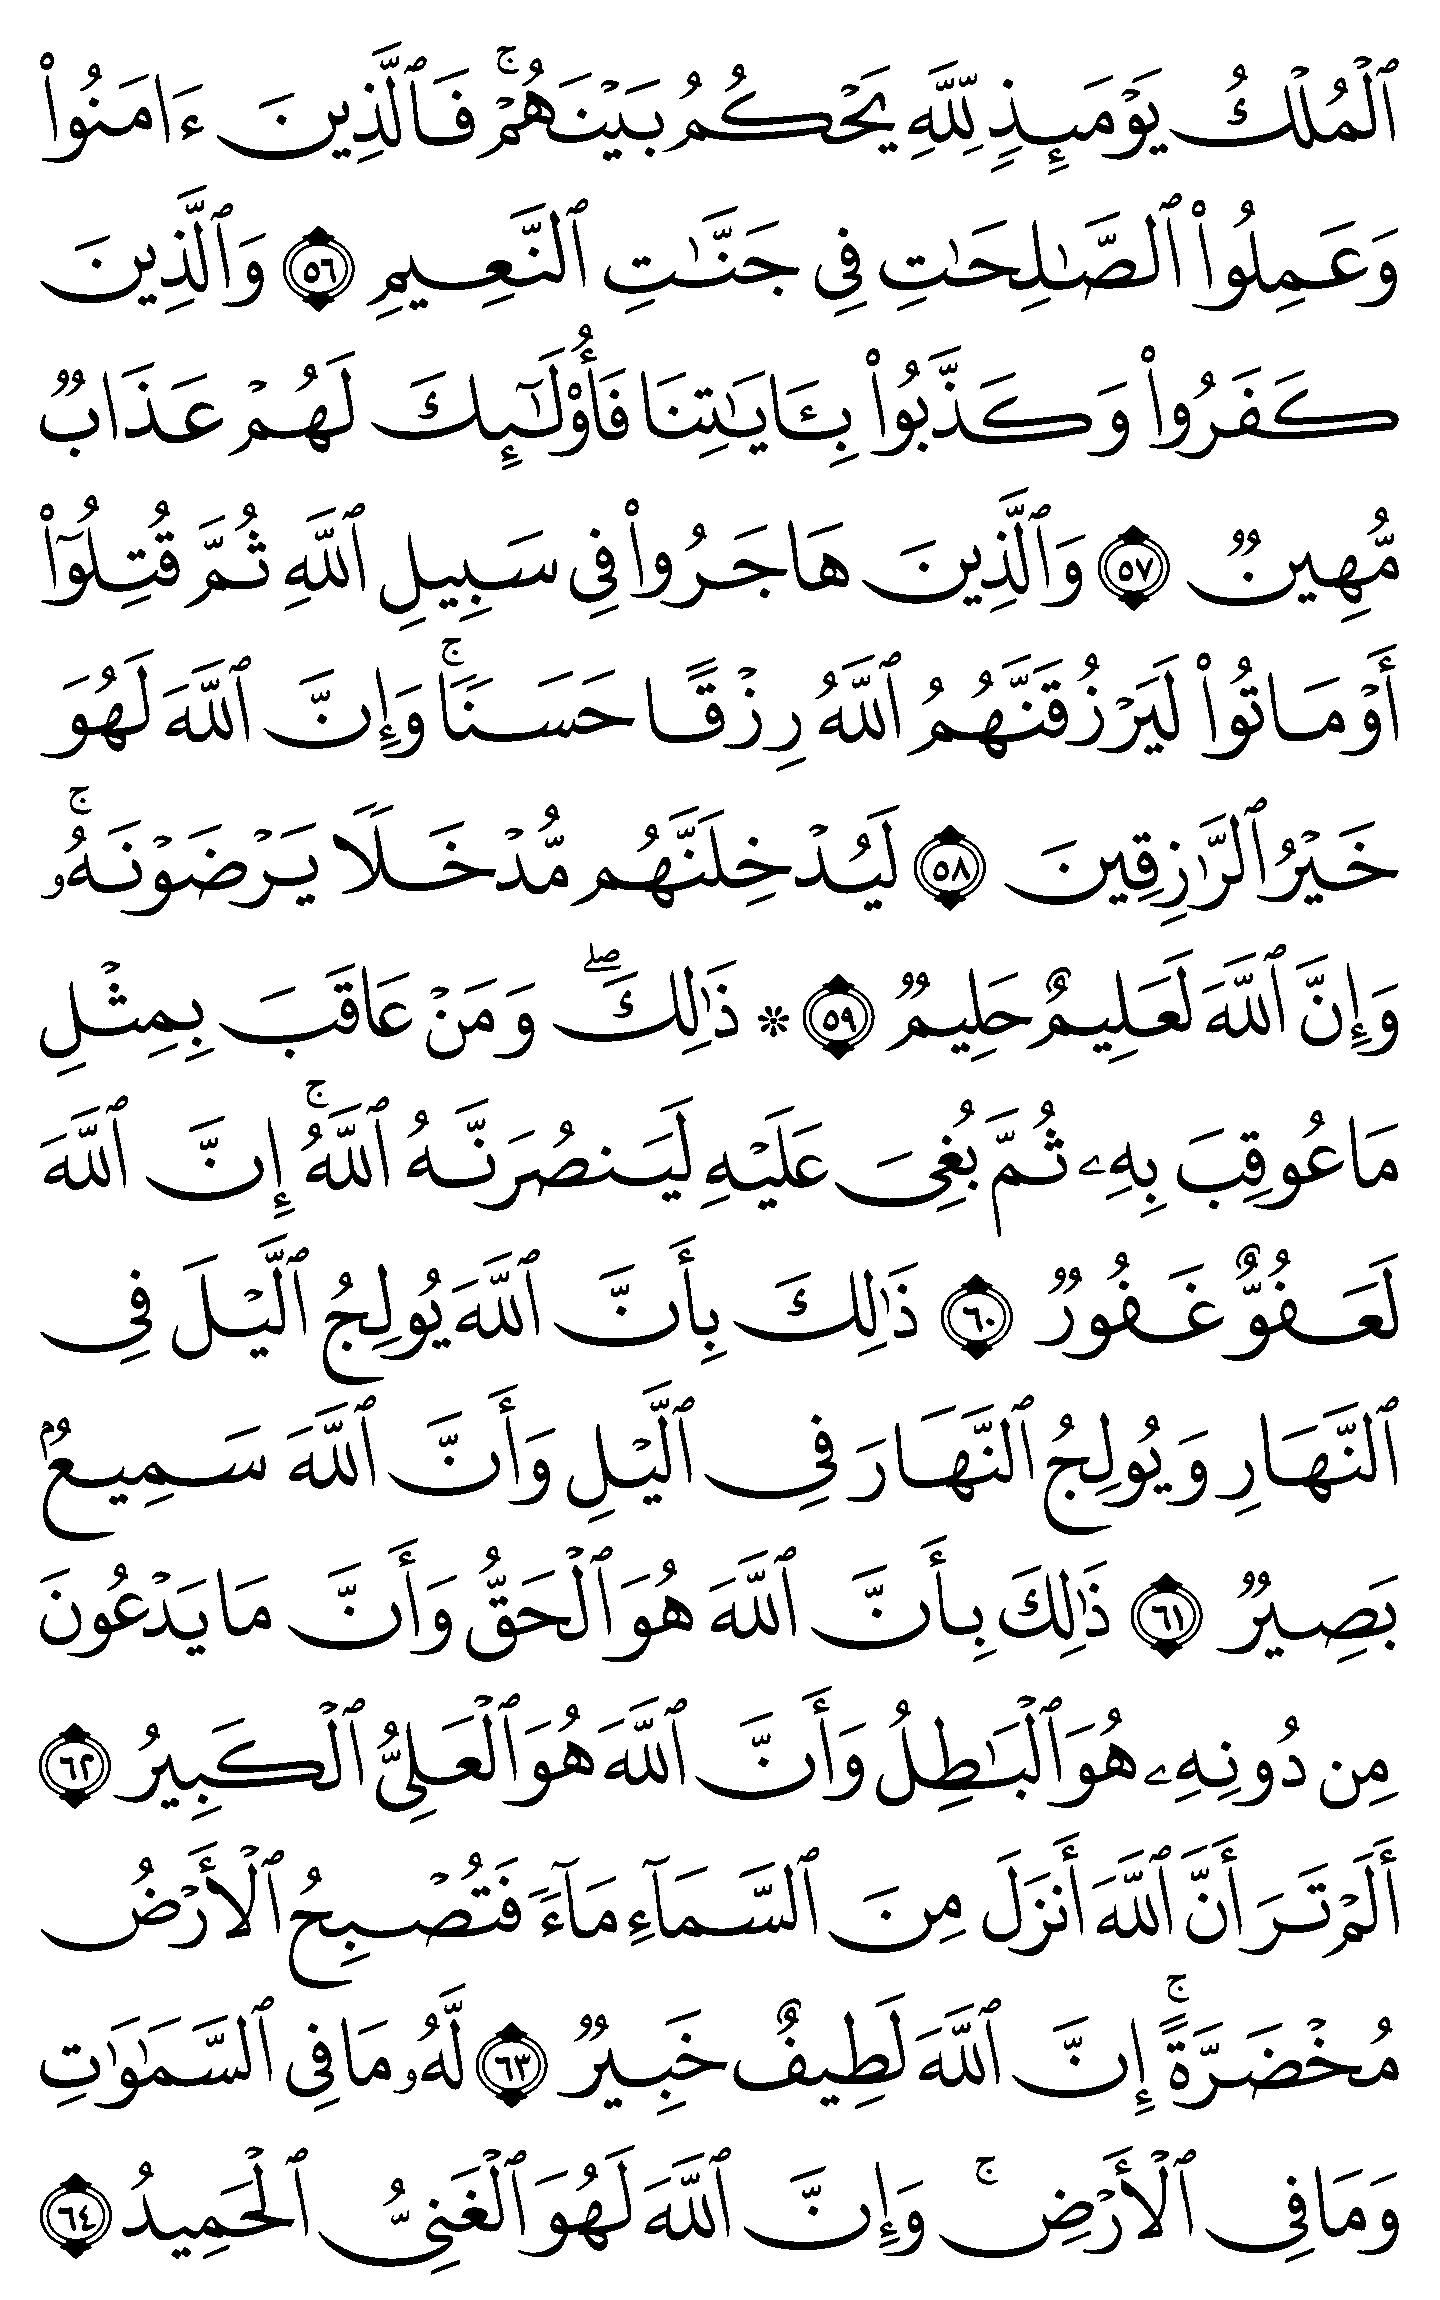 ٱلْمُلْكُ يَوْمَئِذٍ لِّلَّهِ يَحْكُمُ بَيْنَهُمْ ۚ فَٱلَّذِينَ ءَامَنُوا۟
وَعَمِلُوا۟ ٱلصَّـٰلِحَـٰتِ فِى جَنَّـٰتِ ٱلنَّعِيمِ ٥٦ وَٱلَّذِينَ
كَفَرُوا۟ وَكَذَّبُوا۟ بِـَٔايَـٰتِنَا فَأُو۟لَـٰٓئِكَ لَهُمْ عَذَابٌ
مُّهِينٌ ٥٧ وَٱلَّذِينَ هَاجَرُوا۟ فِى سَبِيلِ ٱللَّهِ ثُمَّ قُتِلُوٓا۟
أَوْ مَاتُوا۟ لَيَرْزُقَنَّهُمُ ٱللَّهُ رِزْقًا حَسَنًا ۚ وَإِنَّ ٱللَّهَ لَهُوَ
خَيْرُ ٱلرَّٰزِقِينَ ٥٨ لَيُدْخِلَنَّهُم مُّدْخَلًا يَرْضَوْنَهُۥ ۚ
وَإِنَّ ٱللَّهَ لَعَلِيمٌ حَلِيمٌ ٥٩ ۞ ذَٰلِكَ ۖ وَمَنْ عَاقَبَ بِمِثْلِ
مَا عُوقِبَ بِهِۦ ثُمَّ بُغِىَ عَلَيْهِ لَيَنصُرَنَّهُ ٱللَّهُ ۚ إِنَّ ٱللَّهَ
لَعَفُوٌّ غَفُورٌ ٦٠ ذَٰلِكَ بِأَنَّ ٱللَّهَ يُولِجُ ٱلَّيْلَ فِى
ٱلنَّهَارِ وَيُولِجُ ٱلنَّهَارَ فِى ٱلَّيْلِ وَأَنَّ ٱللَّهَ سَمِيعٌۢ
بَصِيرٌ ٦١ ذَٰلِكَ بِأَنَّ ٱللَّهَ هُوَ ٱلْحَقُّ وَأَنَّ مَا يَدْعُونَ
مِن دُونِهِۦ هُوَ ٱلْبَـٰطِلُ وَأَنَّ ٱللَّهَ هُوَ ٱلْعَلِىُّ ٱلْكَبِيرُ ٦٢
أَلَمْ تَرَ أَنَّ ٱللَّهَ أَنزَلَ مِنَ ٱلسَّمَآءِ مَآءً فَتُصْبِحُ ٱلْأَرْضُ
مُخْضَرَّةً ۚ إِنَّ ٱللَّهَ لَطِيفٌ خَبِيرٌ ٦٣ لَّهُۥ مَا فِى ٱلسَّمَـٰوَٰتِ
وَمَا فِى ٱلْأَرْضِ ۚ وَإِنَّ ٱللَّهَ لَهُوَ ٱلْغَنِىُّ ٱلْحَمِيدُ ٦٤